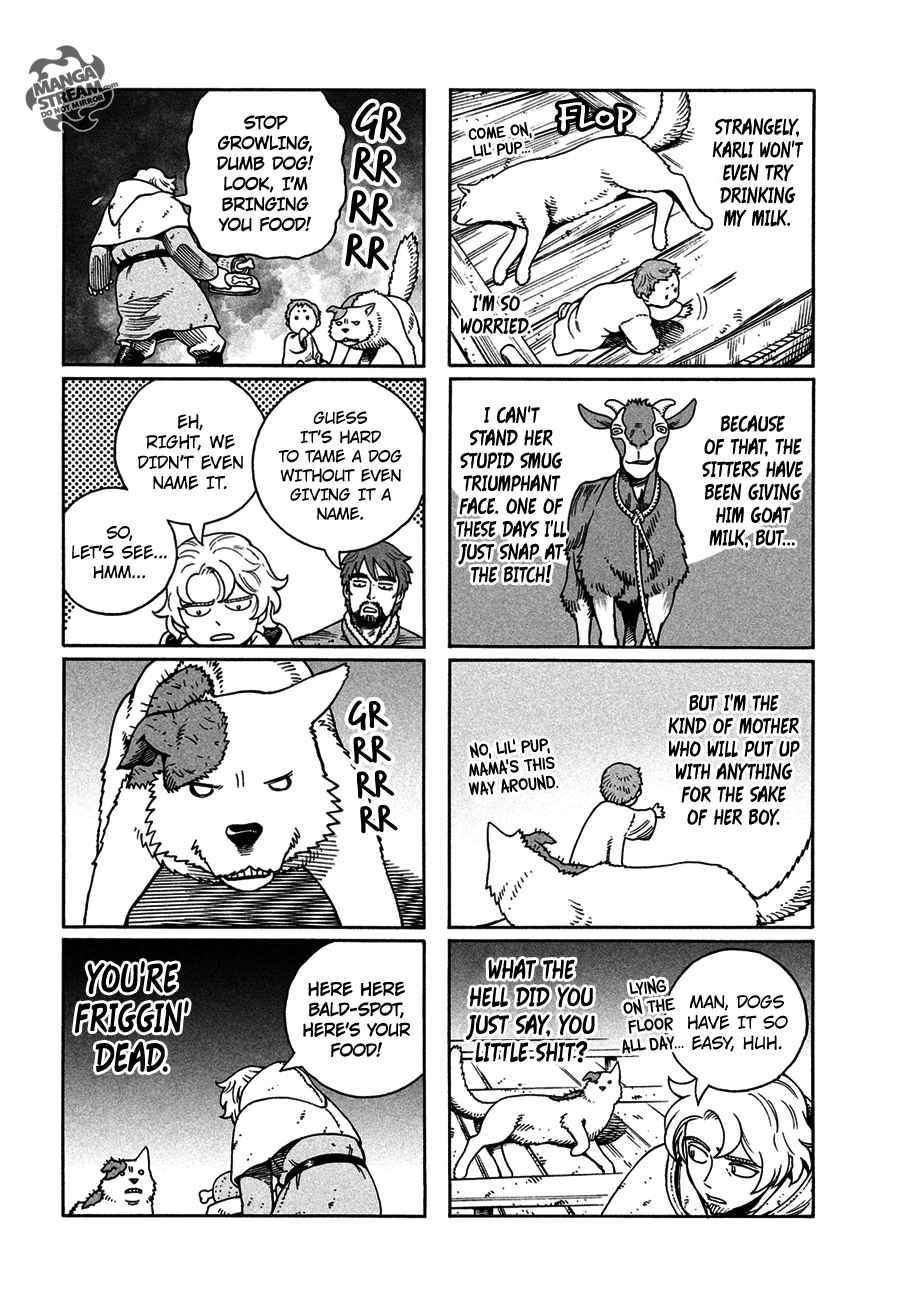 MANGA
STREAM.com
DO NOT MIRROR
STRANGELY,
KARLI WON'T
EVEN TRY
DRINKING
MY MILK.
FLOP
COME ON,
LIL' PUP...
I'M SO
WORRIED.
BECAUSE
OF THAT, THE
SITTERS HAVE
BEEN GIVING
HIM GOAT
MILK, BUT...
I CAN'T
STAND HER
STUPID SMUG
TRIUMPHANT
FACE. ONE OF
THESE DAYS I'LL
JUST SNAP AT
THE BITCH!
BUT I'M THE
KIND OF MOTHER
WHO WILL PUT UP
WITH ANYTHING
FOR THE SAKE
OF HER BOY.
NO, LIL' PUP,
MAMA'S THIS
WAY AROUND.
MAN, DOGS
HAVE IT SO
EASY, HUH.
LYING
ON THE
FLOOR
ALL DAY...
WHAT THE
HELL DID YOU
JUST SAY, YOU
LITTLE SHIT?
GR
RR
RR
RR
STOP
GROWLING,
DUMB DOG!
LOOK, I'M
BRINGING
YOU FOOD!
GUESS
IT'S HARD
TO TAME A DOG
WITHOUT EVEN
GIVING IT A
NAME.
EH,
RIGHT, WE
DIDN'T EVEN
NAME IT.
SO,
LET'S SEE...
HMM...
GR
RR
RR
RR
HERE HERE
BALD-SPOT,
HERE'S YOUR
FOOD!
YOU'RE
FRIGGIN'
DEAD.